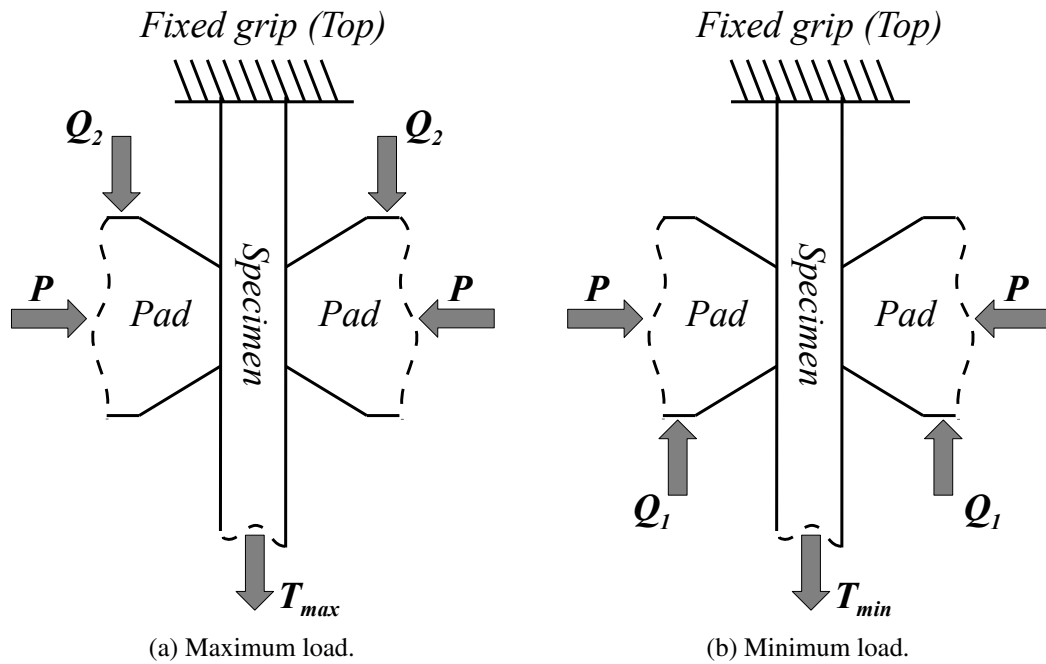 Fixed grip (Top)
Q2
Q2
P
Pad
Specimen
Pad
P
Tmax
(a) Maximum load.
Fixed grip (Top)
P
Pad
Specimen
Pad
P
Q1
Q1
Tmin
(b) Minimum load.